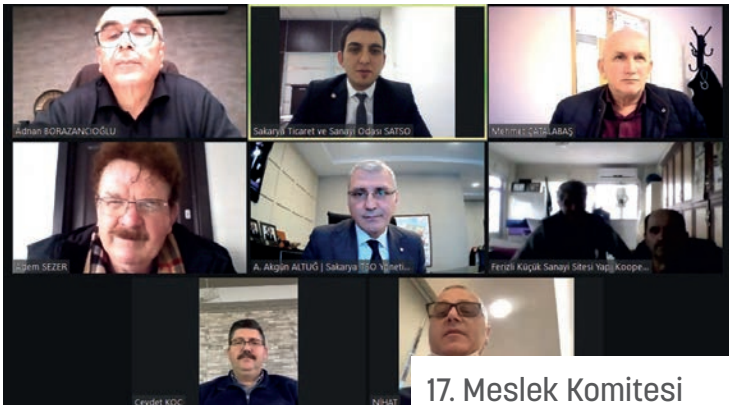 Adnan BORAZANCIOĞLU
Sakarya Ticaret ve Sanayi Odası SATSO
Mehmet ÇATALABAŞ
Adem SEZER
A. Akgün ALTUĞ | Sakarya TSO Yöneti...
Ferizli Küçük Sanayi Sitesi Yapı Koope...
Cevdet KOÇ
NİHAT
17. Meslek Komitesi